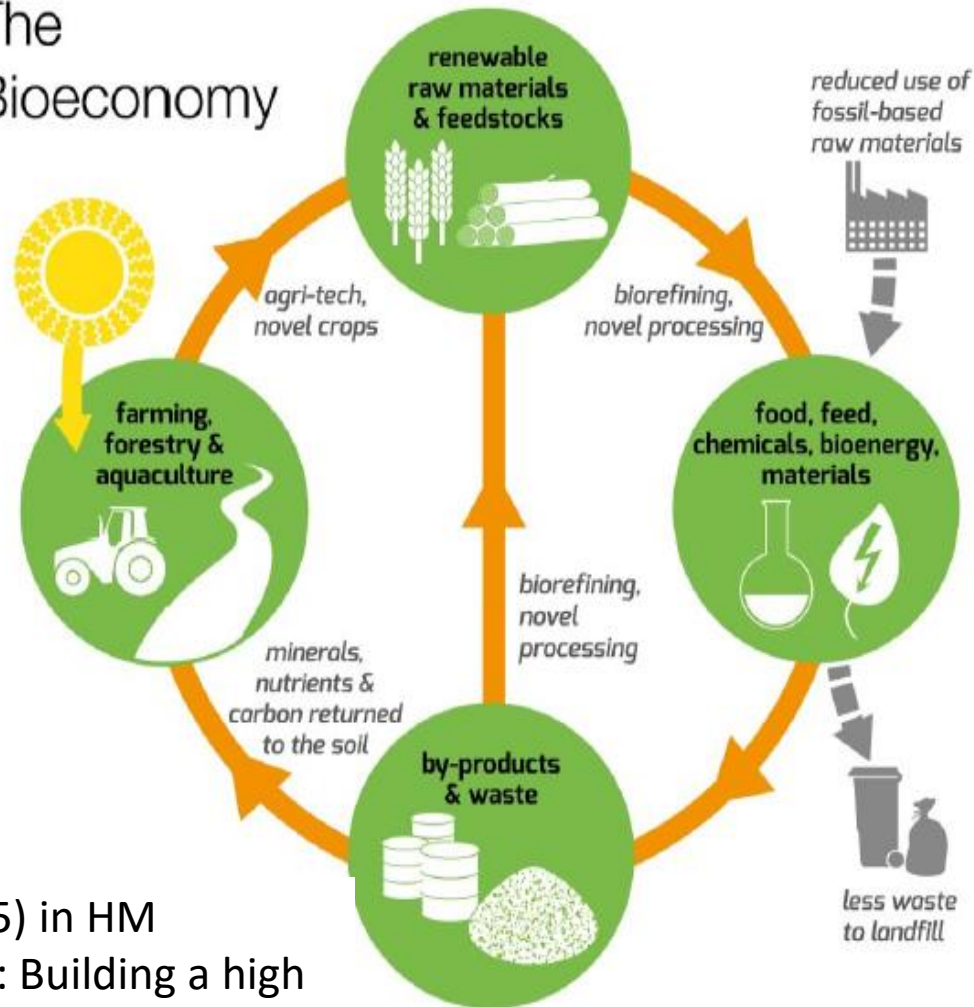 The
Bioeconomy
renewable
raw materials
& feedstocks
reduced use of
fossil-based
raw materials
agri-tech,
novel crops
biorefining,
novel processing
farming,
forestry &
aquaculture
food, feed,
chemicals, bioenergy,
materials
biorefining,
novel
processing
minerals,
nutrients &
carbon returned
to the soil
by-products
& waste
less waste
to landfill
5) in HM
: Building a high